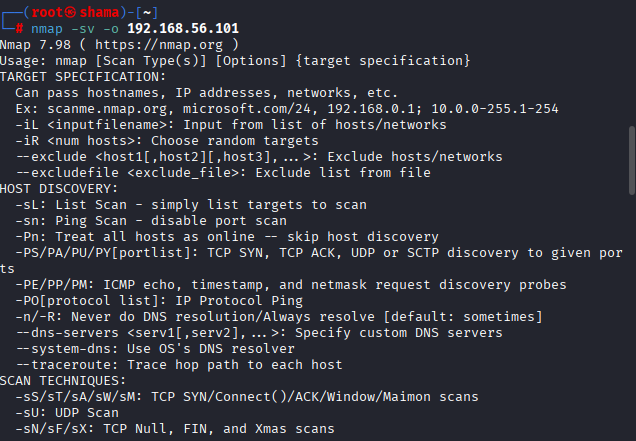 ┌──(root㉿shama)-[~]
└─# nmap -sv -o 192.168.56.101
Nmap 7.98 ( https://nmap.org )
Usage: nmap [Scan Type(s)] [Options] {target specification}
TARGET SPECIFICATION:
  Can pass hostnames, IP addresses, networks, etc.
  Ex: scanme.nmap.org, microsoft.com/24, 192.168.0.1; 10.0.0-255.1-254
  -iL <inputfilename>: Input from list of hosts/networks
  -iR <num hosts>: Choose random targets
  --exclude <host1[,host2][,host3],...>: Exclude hosts/networks
  --excludefile <exclude_file>: Exclude list from file
HOST DISCOVERY:
  -sL: List Scan - simply list targets to scan
  -sn: Ping Scan - disable port scan
  -Pn: Treat all hosts as online -- skip host discovery
  -PS/PA/PU/PY[portlist]: TCP SYN, TCP ACK, UDP or SCTP discovery to given por
ts
  -PE/PP/PM: ICMP echo, timestamp, and netmask request discovery probes
  -PO[protocol list]: IP Protocol Ping
  -n/-R: Never do DNS resolution/Always resolve [default: sometimes]
  --dns-servers <serv1[,serv2],...>: Specify custom DNS servers
  --system-dns: Use OS's DNS resolver
  --traceroute: Trace hop path to each host
SCAN TECHNIQUES:
  -sS/sT/sA/sW/sM: TCP SYN/Connect()/ACK/Window/Maimon scans
  -sU: UDP Scan
  -sN/sF/sX: TCP Null, FIN, and Xmas scans